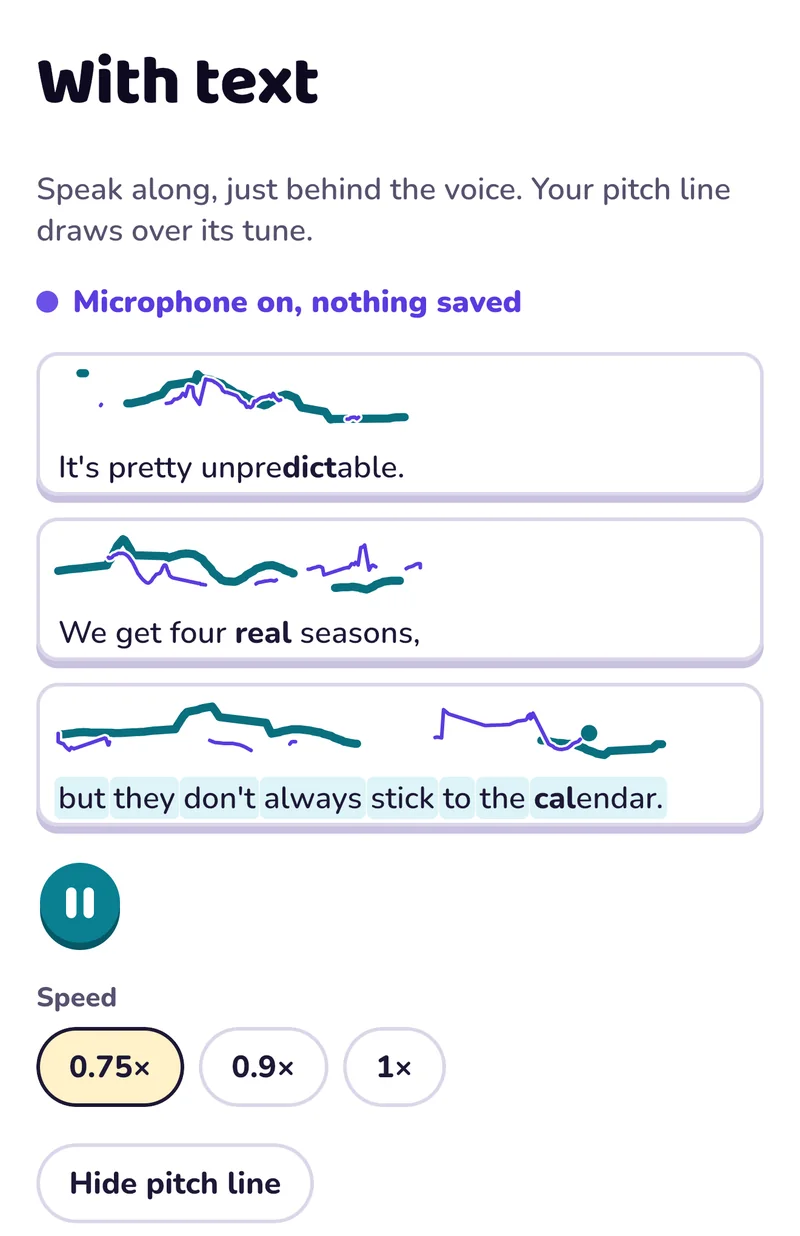 With text
Speak along, just behind the voice. Your pitch line
draws over its tune.
Microphone on, nothing saved
It's pretty unpredictable.
We get four real seasons,
but they don't always stick to the calendar.
Speed
0.75× 0.9× 1×
Hide pitch line